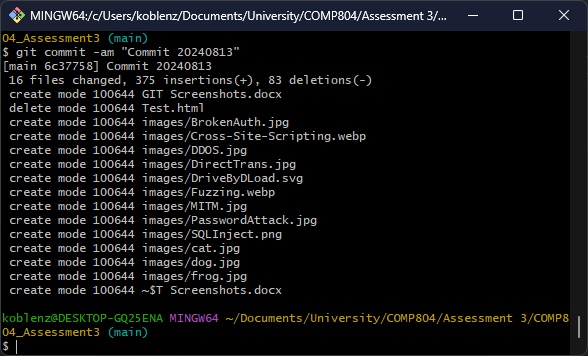 MINGW64:/c/Users/koblenz/Documents/University/COMP804/Assessment 3/...
04_Assessment3 (main)
$ git commit -am "Commit 20240813"
[main 6c37758] Commit 20240813
 16 files changed, 375 insertions(+), 83 deletions(-)
 create mode 100644 GIT Screenshots.docx
 delete mode 100644 Test.html
 create mode 100644 images/BrokenAuth.jpg
 create mode 100644 images/Cross-Site-Scripting.webp
 create mode 100644 images/DDOS.jpg
 create mode 100644 images/DirectTrans.jpg
 create mode 100644 images/DriveByDLoad.svg
 create mode 100644 images/Fuzzing.webp
 create mode 100644 images/MITM.jpg
 create mode 100644 images/PasswordAttack.jpg
 create mode 100644 images/SQLInject.png
 create mode 100644 images/cat.jpg
 create mode 100644 images/dog.jpg
 create mode 100644 images/frog.jpg
 create mode 100644 ~$T Screenshots.docx
koblenz@DESKTOP-GQ25ENA MINGW64 ~/Documents/University/COMP804/Assessment 3/COMP8
04_Assessment3 (main)
$